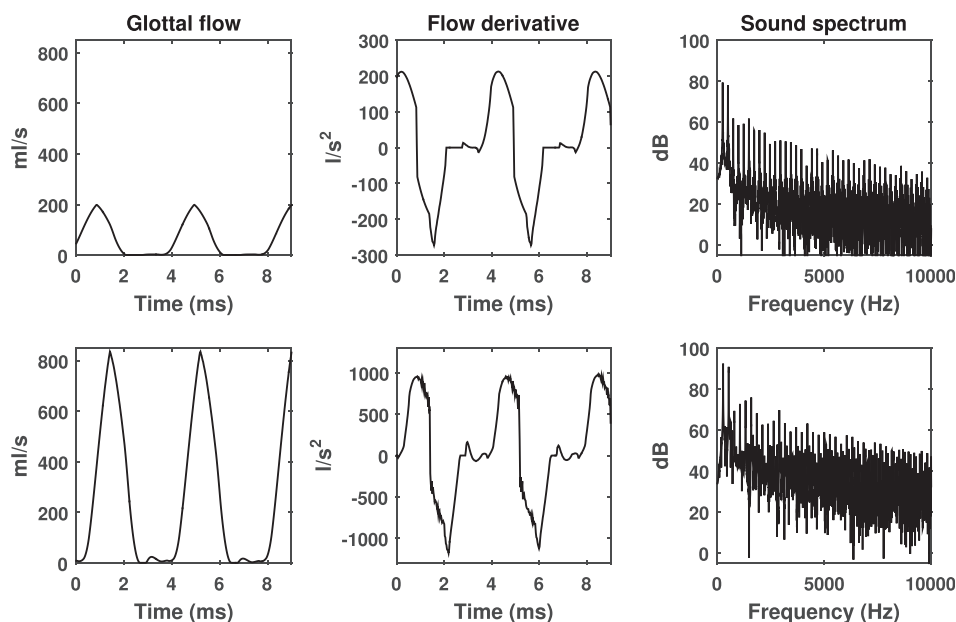 Glottal flow
Flow derivative
Sound spectrum
800
600
400
200
0
ml/s
0 2 4 6 8
Time (ms)
300
200
100
0
-100
-200
-300
l/s²
0 2 4 6 8
Time (ms)
100
80
60
40
20
0
dB
5000 10000
Frequency (Hz)
800
600
400
200
0
ml/s
0 2 4 6 8
Time (ms)
1000
500
0
-500
-1000
l/s²
0 2 4 6 8
Time (ms)
100
80
60
40
20
0
dB
0 5000 10000
Frequency (Hz)